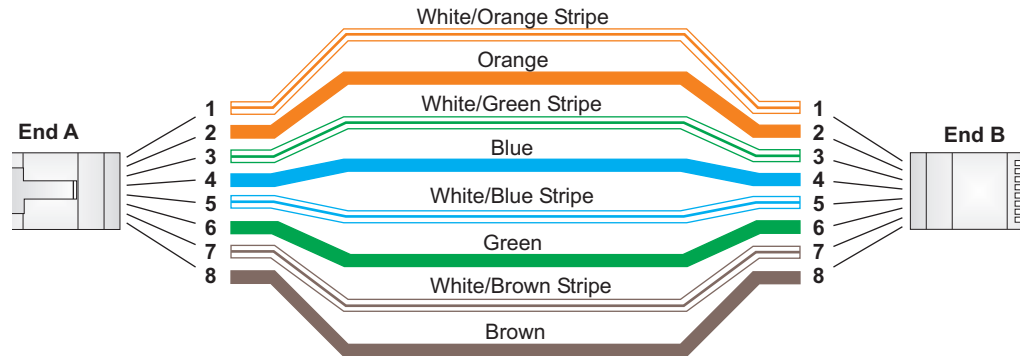 White/Orange Stripe
Orange
White/Green Stripe
Blue
White/Blue Stripe
Green
White/Brown Stripe
Brown
End A
1
2
3
4
5
6
7
8
End B
1
2
3
4
5
6
7
8